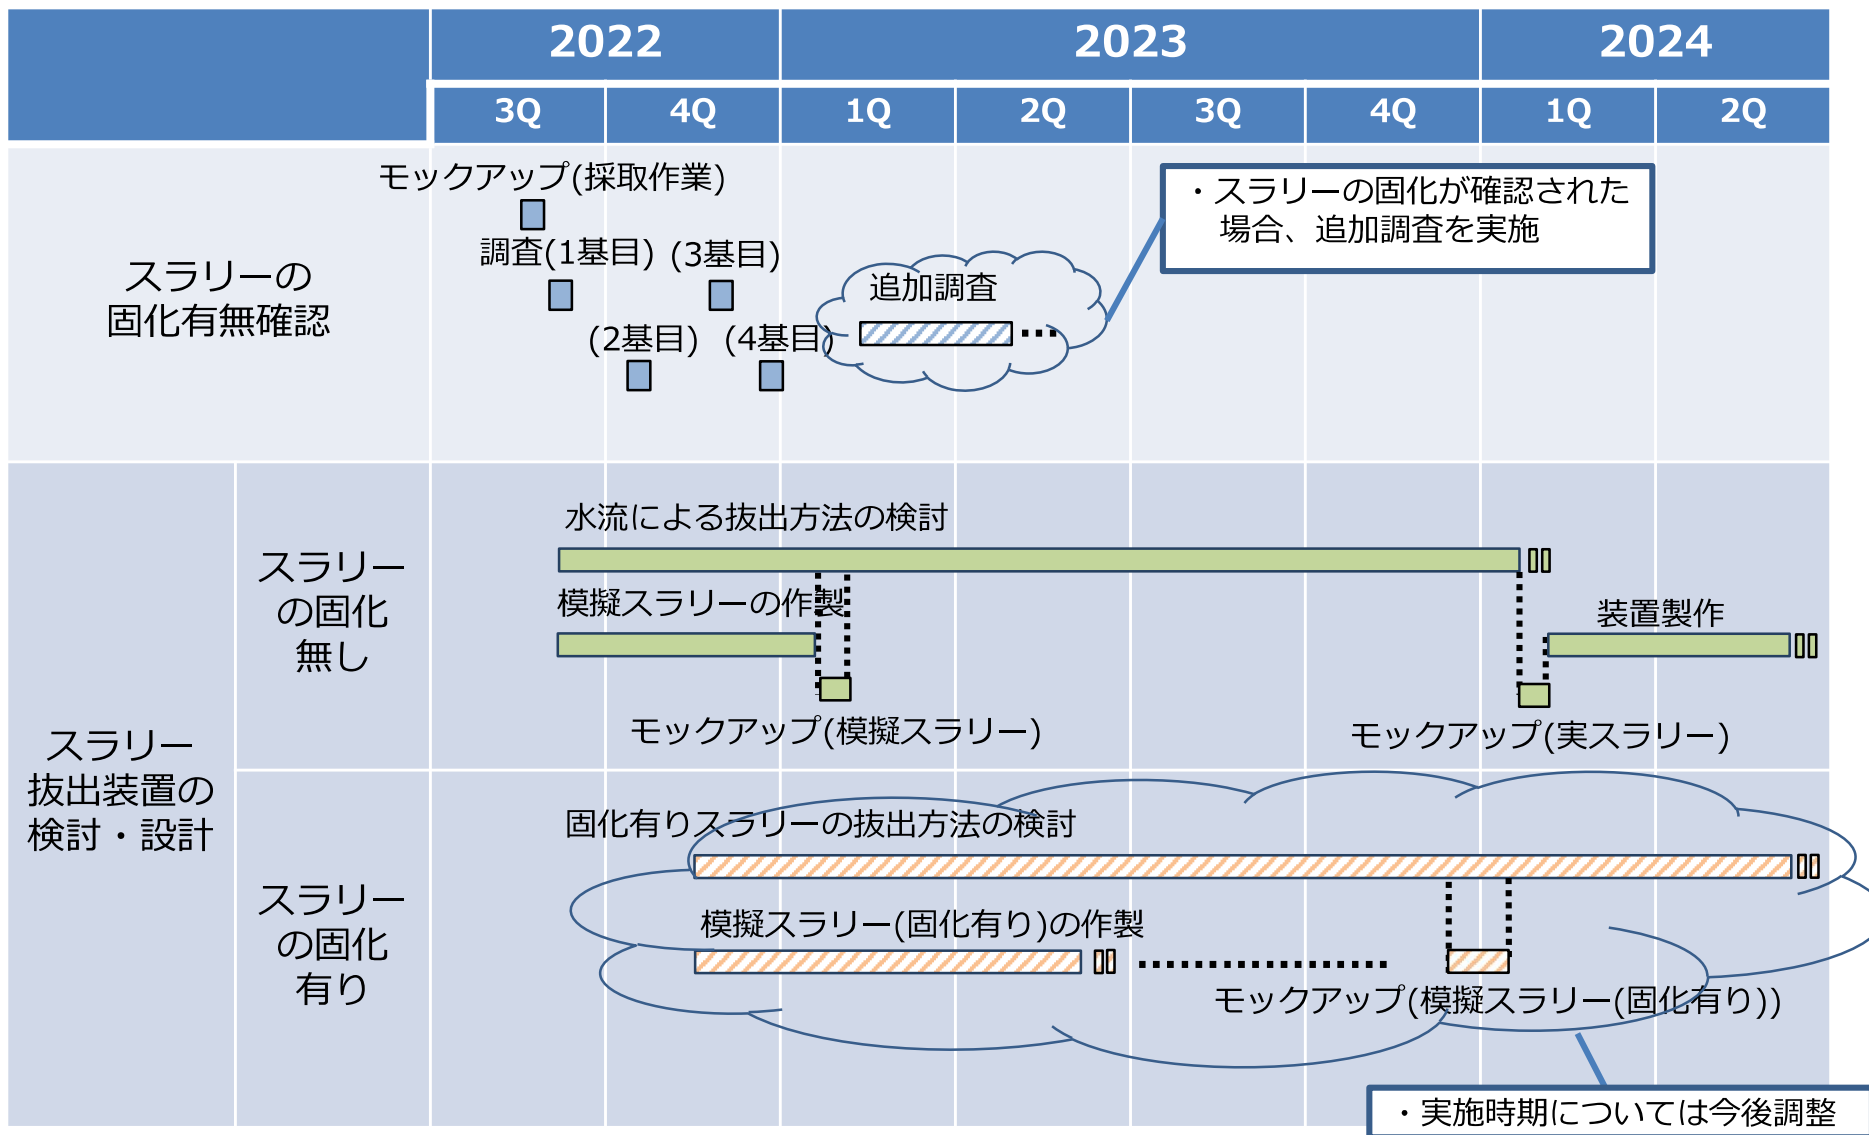 2022 2023 2024
3Q 4Q 1Q 2Q 3Q 4Q 1Q 2Q
スラリーの
固化有無確認
モックアップ(採取作業)
調査(1基目) (3基目)
(2基目) (4基目)
追加調査
・スラリーの固化が確認された
場合、追加調査を実施
スラリー
抜出装置の
検討・設計
スラリー
の固化
無し
水流による抜出方法の検討
模擬スラリーの作製
モックアップ(模擬スラリー)
装置製作
モックアップ(実スラリー)
スラリー
の固化
有り
固化有りスラリーの抜出方法の検討
模擬スラリー(固化有り)の作製
モックアップ(模擬スラリー(固化有り))
・実施時期については今後調整